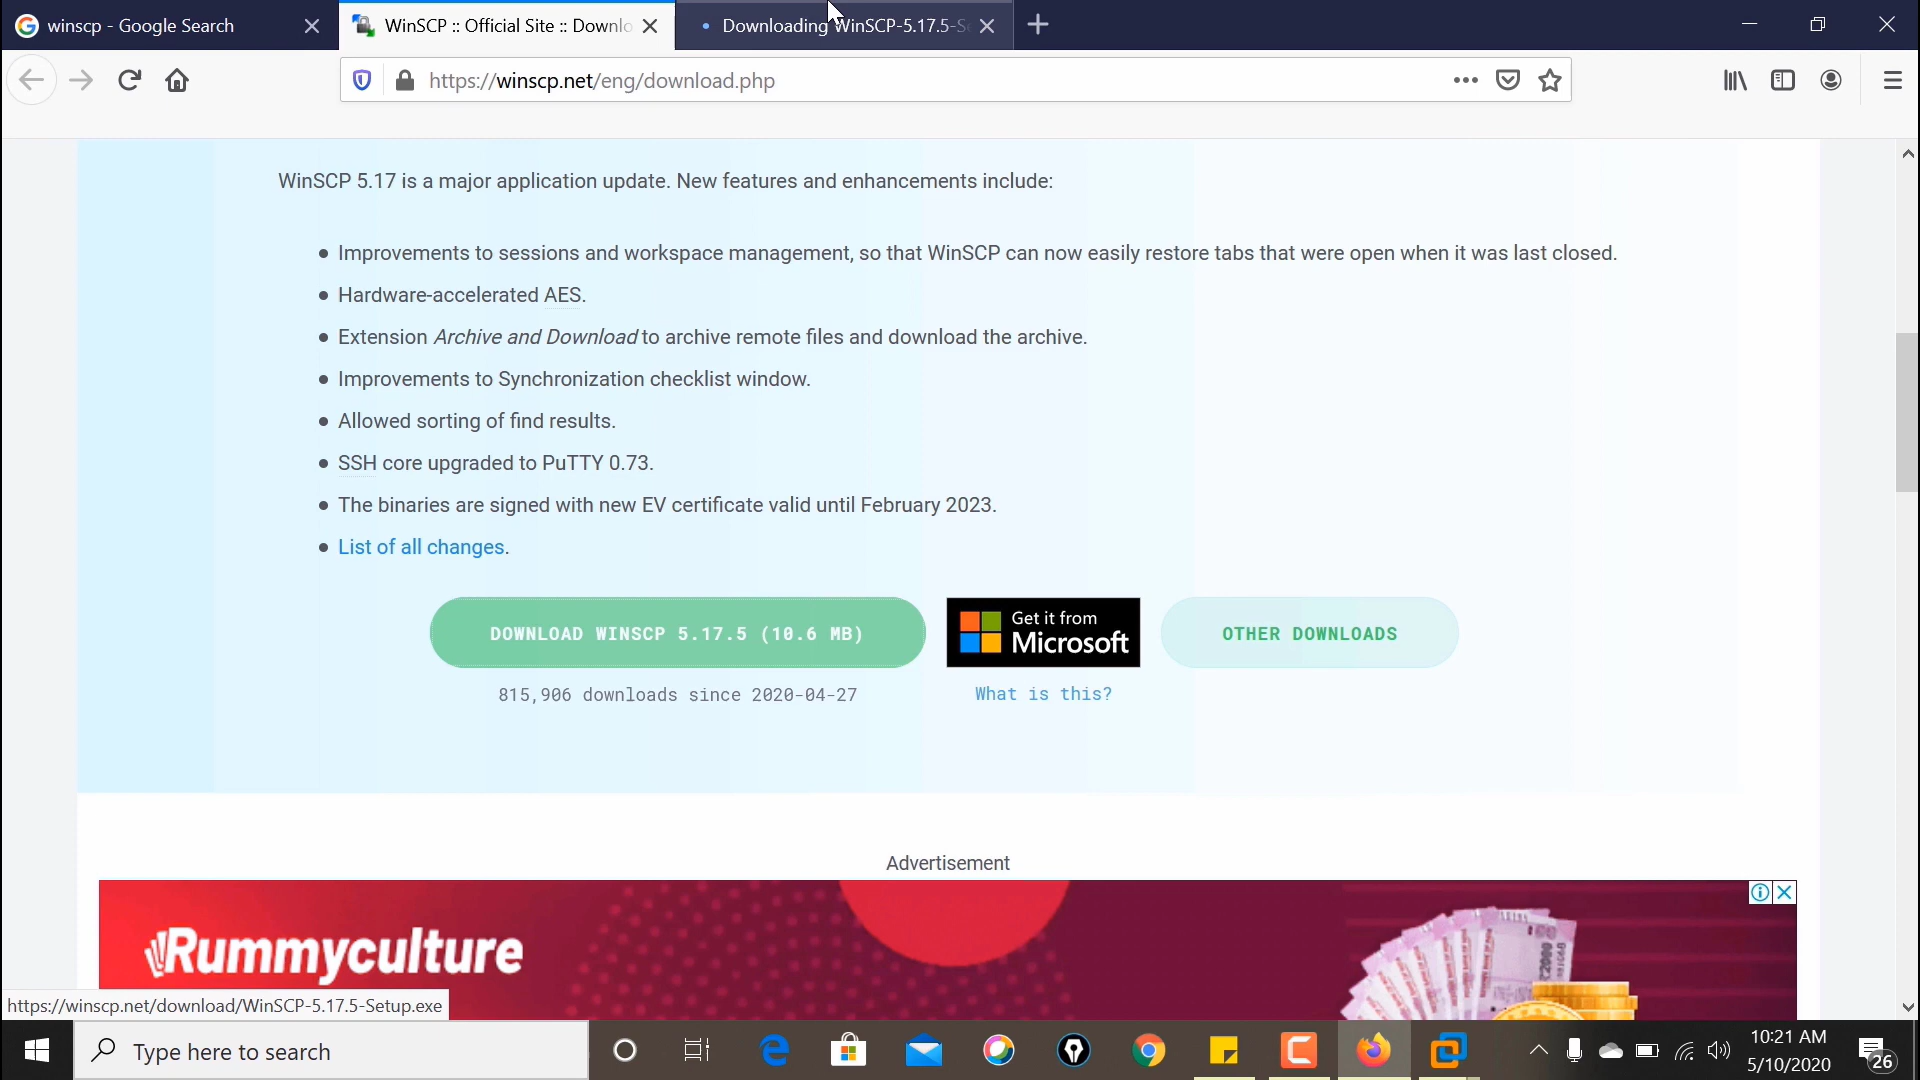 winscp - Google Search
WinSCP :: Official Site :: Downlo
Downloading WinSCP-5.17.5-Se
https://winscp.net/eng/download.php
WinSCP 5.17 is a major application update. New features and enhancements include:
Improvements to sessions and workspace management, so that WinSCP can now easily restore tabs that were open when it was last closed.
Hardware-accelerated AES.
Extension Archive and Download to archive remote files and download the archive.
Improvements to Synchronization checklist window.
Allowed sorting of find results.
SSH core upgraded to PuTTY 0.73.
The binaries are signed with new EV certificate valid until February 2023.
List of all changes.
DOWNLOAD WINSCP 5.17.5 (10.6 MB)
Get it from
Microsoft
OTHER DOWNLOADS
815,906 downloads since 2020-04-27
What is this?
Advertisement
Rummyculture
https://winscp.net/download/WinSCP-5.17.5-Setup.exe
Type here to search
10:21 AM
5/10/2020
26